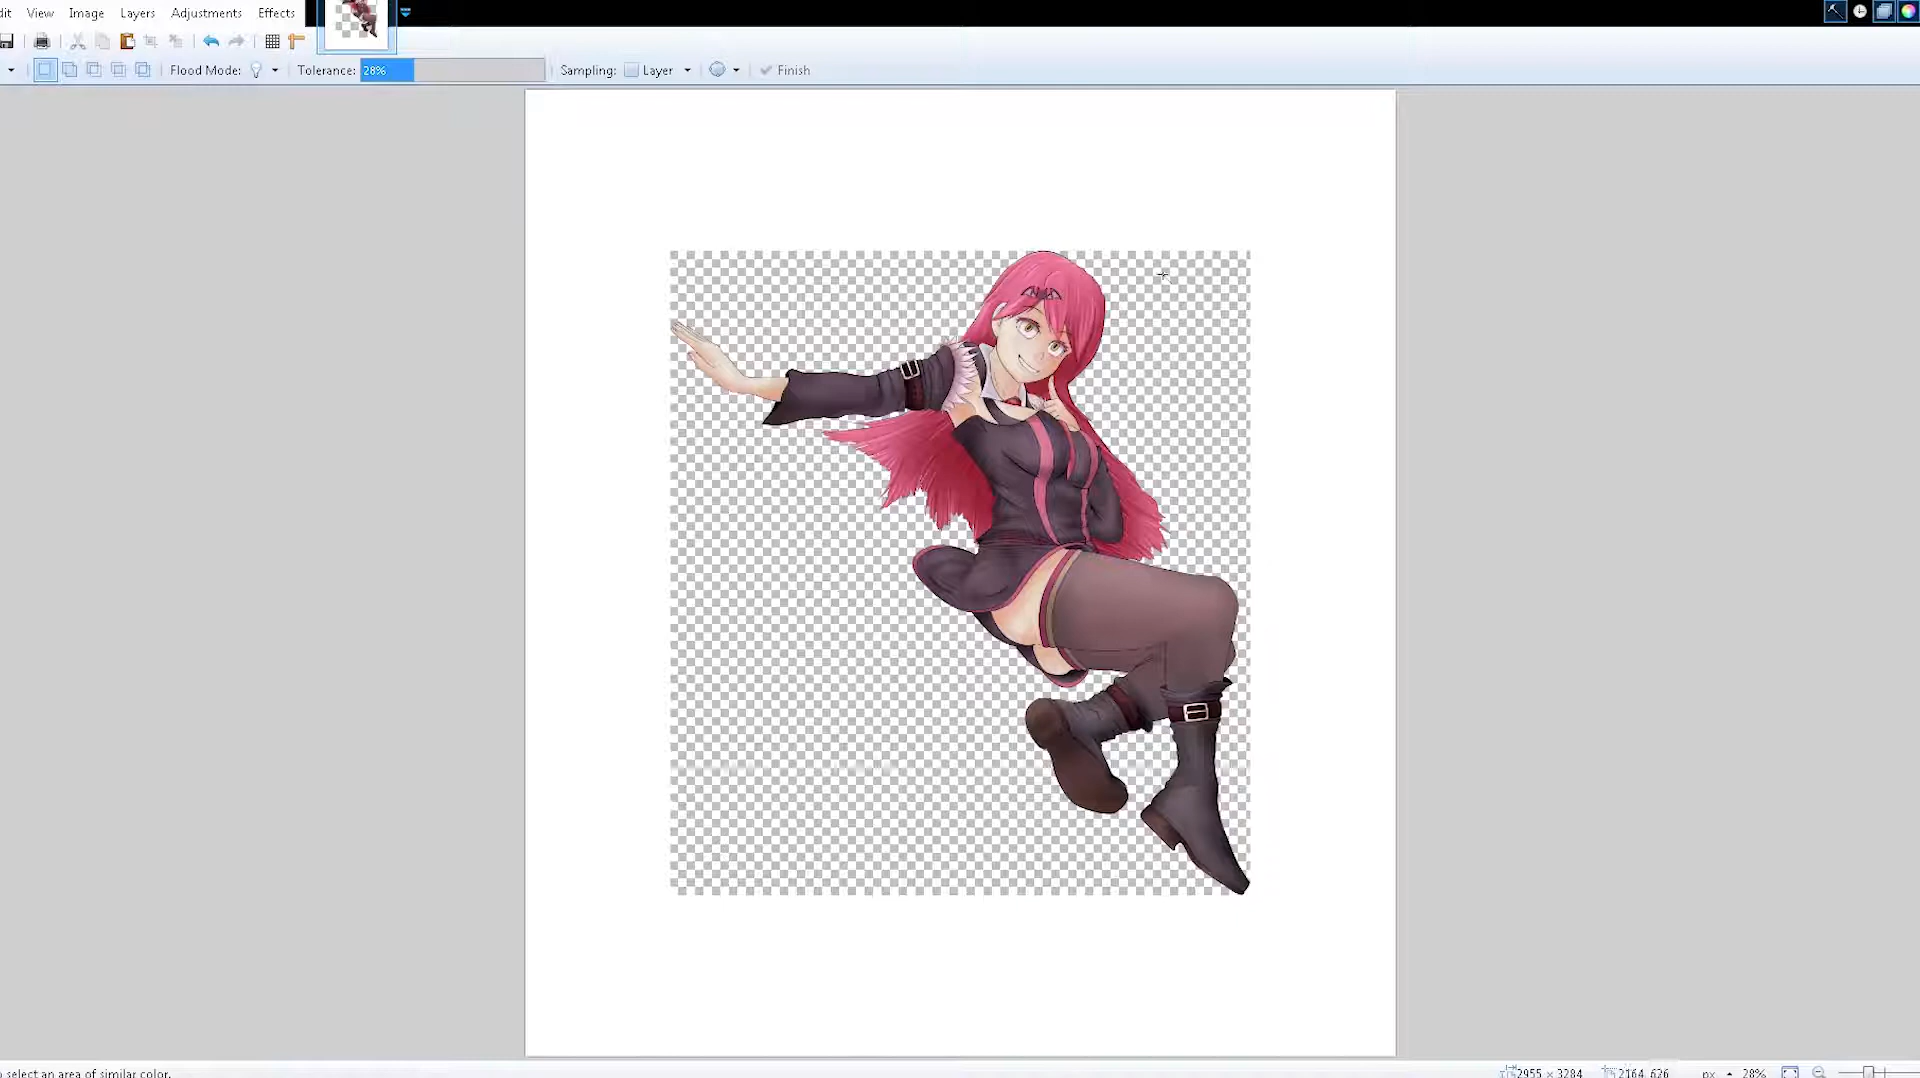 dit View Image Layers Adjustments Effects
Flood Mode: Tolerance: 28% Sampling: Layer Finish
o select an area of similar color. 2955 × 3284 2164, 626 px 28%